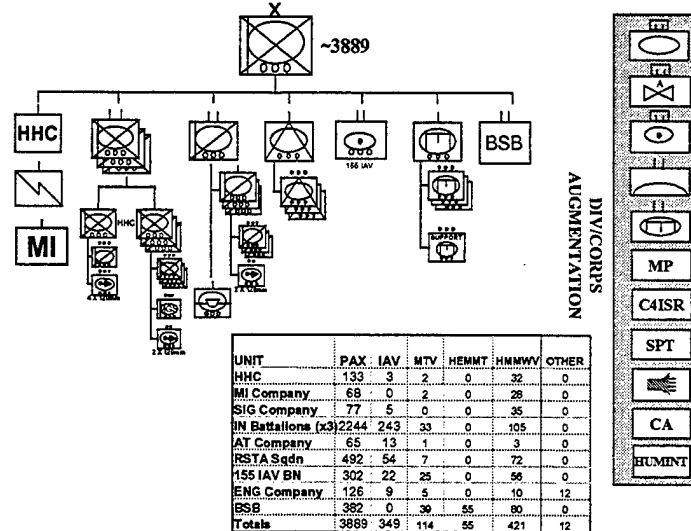 X
~3889
HHC
BSB
155 IAV
MI
HHC
SUPPORT
4 X 120mm
2 X 120mm
2 X 120mm
DIV/CORPS
AUGMENTATION
A
MP
C4ISR
SPT
CA
HUMINT
UNIT PAX IAV MTV HEMMT HMMWV OTHER
HHC 133 3 2 0 32 0
MI Company 68 0 2 0 28 0
SIG Company 77 5 0 0 35 0
IN Battalions (x3) 2244 243 33 0 105 0
AT Company 65 13 1 0 3 0
RSTA Sqdn 492 54 7 0 72 0
155 IAV BN 302 22 25 0 56 0
ENG Company 126 9 5 0 10 12
BSB 382 0 39 55 80 0
Totals 3889 349 114 55 421 12